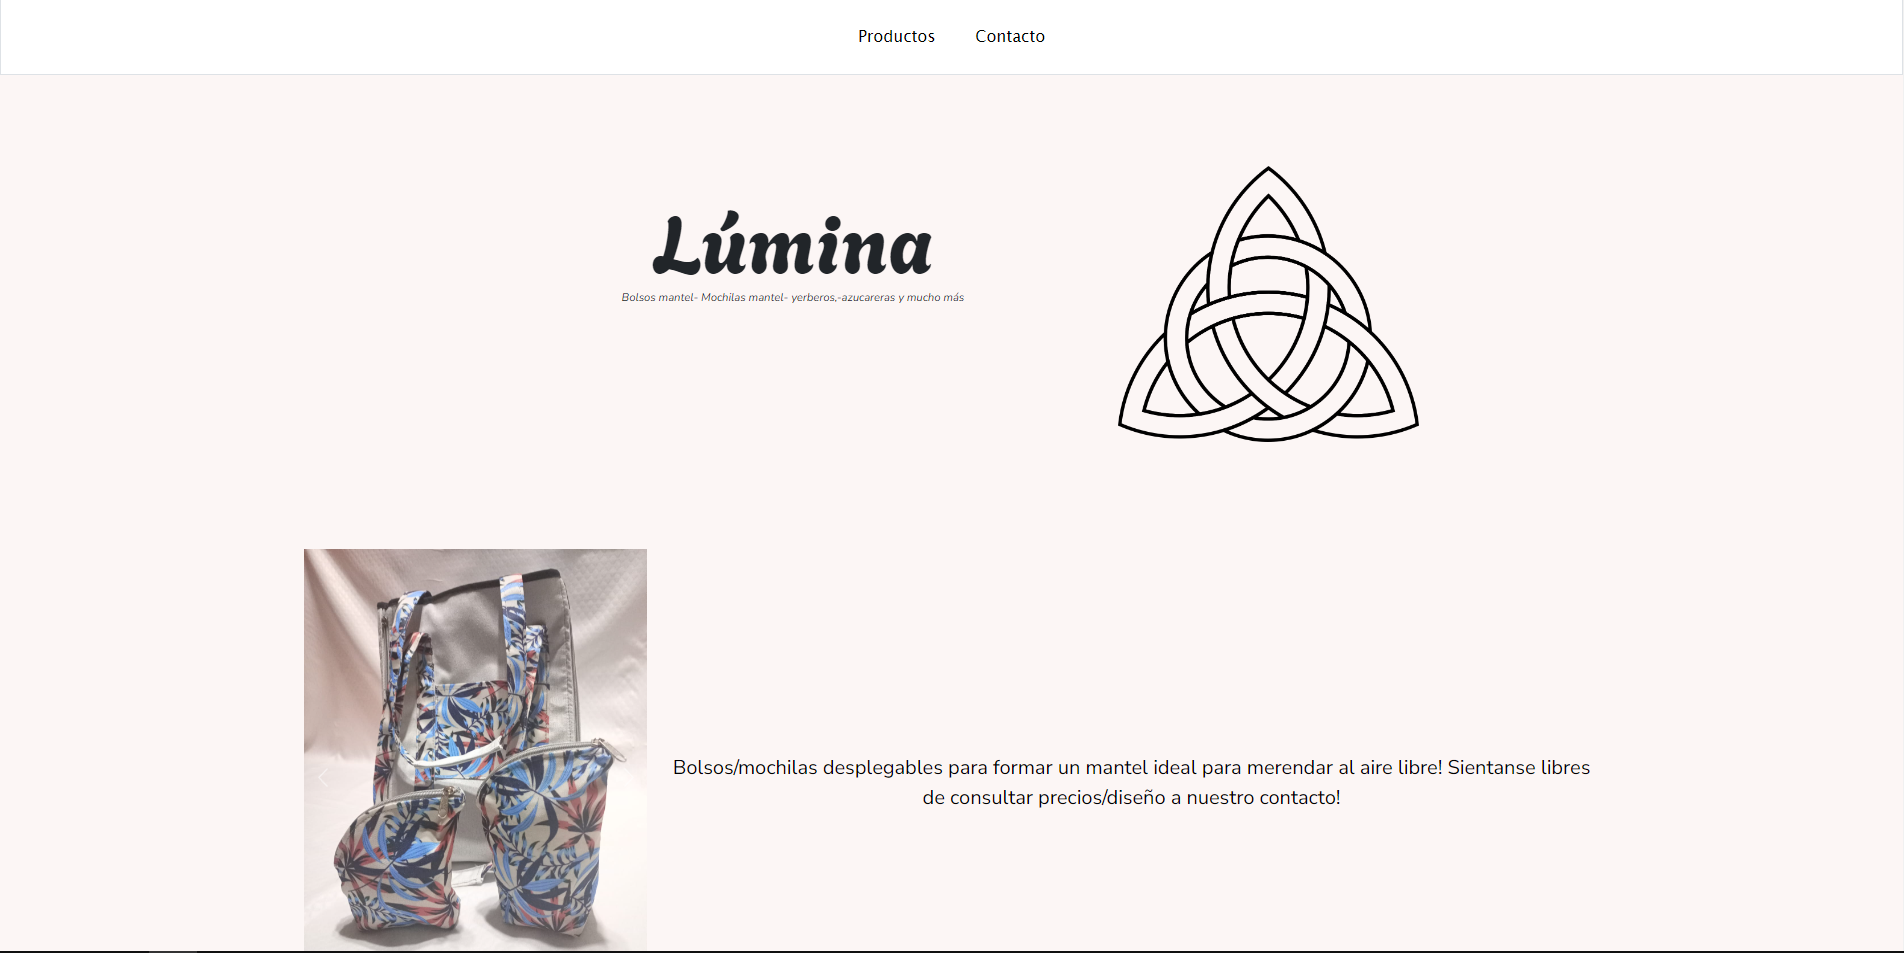 Productos Contacto
Lúmina
Bolsos mantel- Mochilas mantel- yerberos,-azucareras y mucho más
Bolsos/mochilas desplegables para formar un mantel ideal para merendar al aire libre! Sientanse libres
de consultar precios/diseño a nuestro contacto!